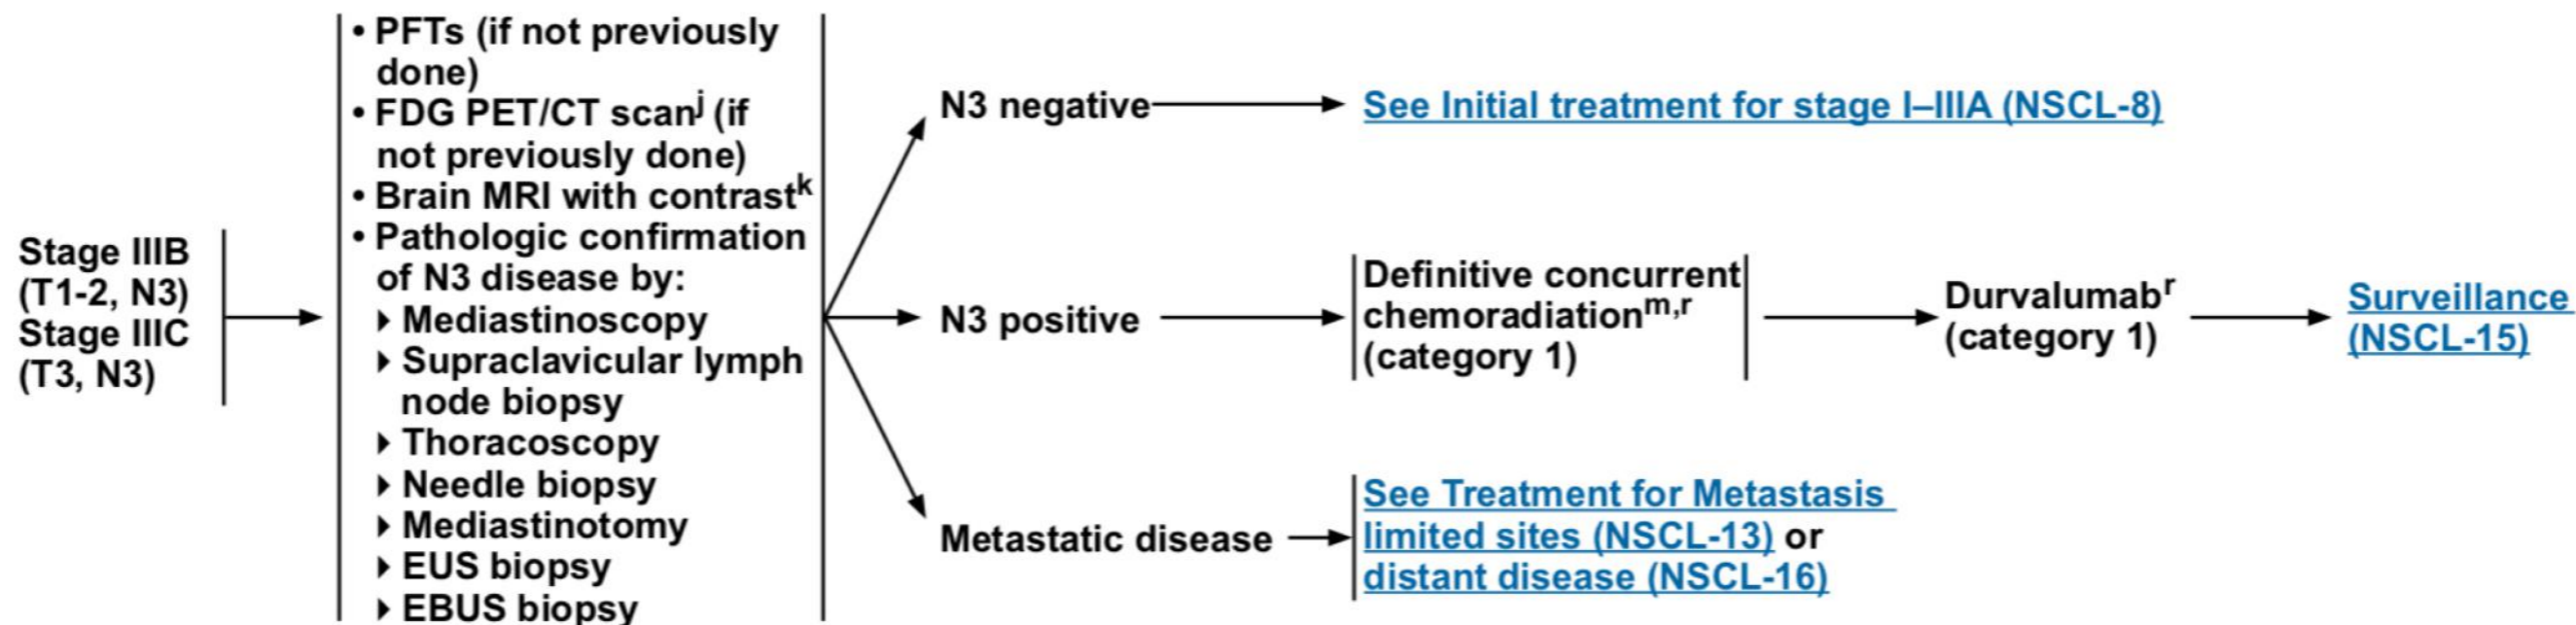 Stage IIIB
(T1-2, N3)
Stage IIIC
(T3, N3)
• PFTs (if not previously
done)
• FDG PET/CT scanʲ (if
not previously done)
• Brain MRI with contrastᵏ
• Pathologic confirmation
of N3 disease by:
▸ Mediastinoscopy
▸ Supraclavicular lymph
node biopsy
▸ Thoracoscopy
▸ Needle biopsy
▸ Mediastinotomy
▸ EUS biopsy
▸ EBUS biopsy
N3 negative
See Initial treatment for stage I–IIIA (NSCL-8)
N3 positive
Definitive concurrent
chemoradiationᵐ,ʳ
(category 1)
Durvalumabʳ
(category 1)
Surveillance
(NSCL-15)
Metastatic disease
See Treatment for Metastasis
limited sites (NSCL-13) or
distant disease (NSCL-16)